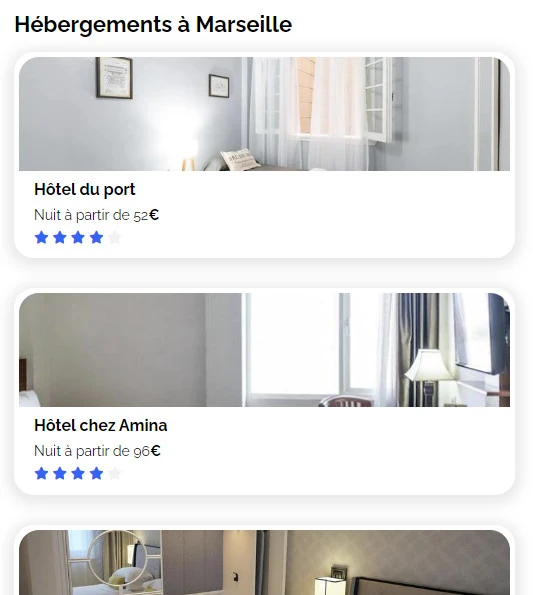 Hébergements à Marseille
Hôtel du port
Nuit à partir de 52€
Hôtel chez Amina
Nuit à partir de 96€